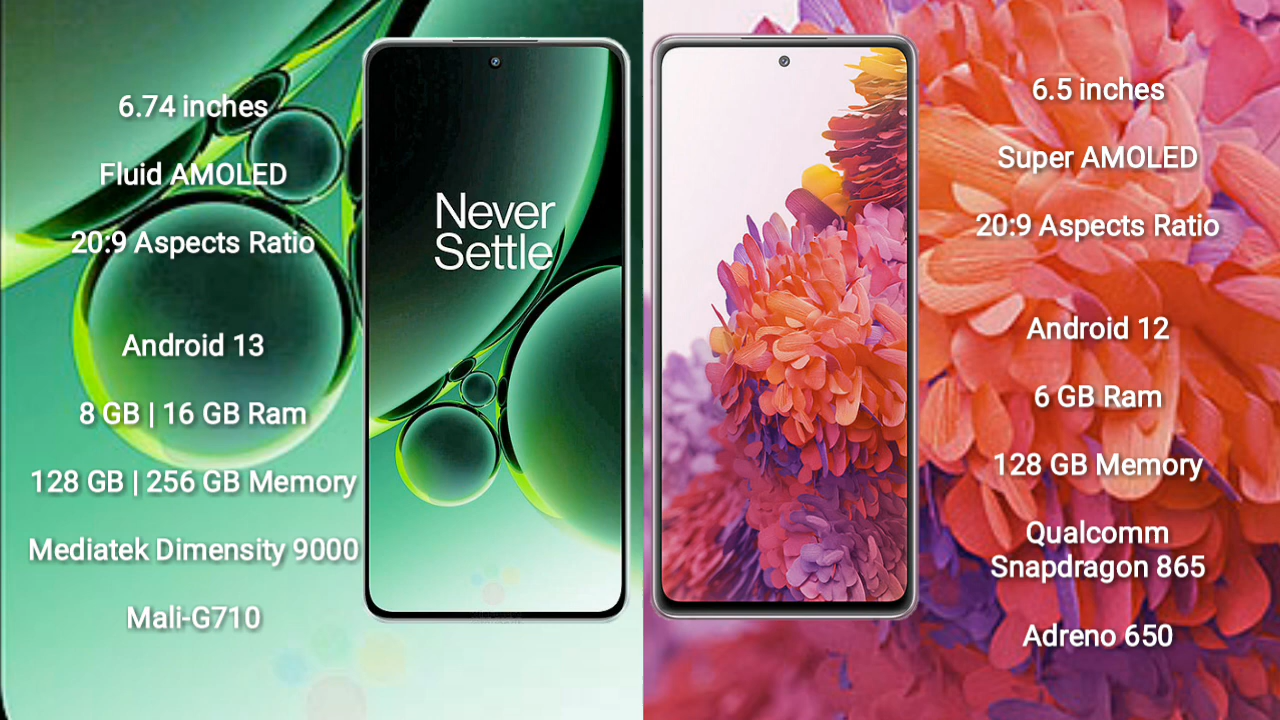 6.74 inches
Fluid AMOLED
20:9 Aspects Ratio
Android 13
8 GB | 16 GB Ram
128 GB | 256 GB Memory
Mediatek Dimensity 9000
Mali-G710
Never
Settle
6.5 inches
Super AMOLED
20:9 Aspects Ratio
Android 12
6 GB Ram
128 GB Memory
Qualcomm
Snapdragon 865
Adreno 650